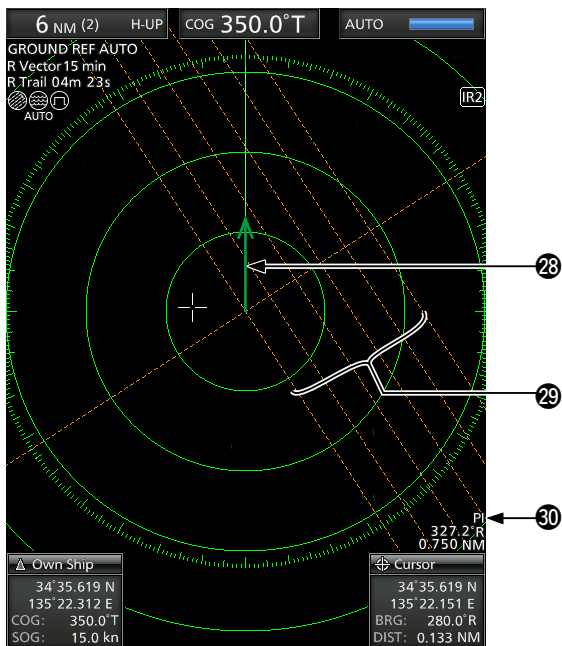 6 NM (2) H-UP COG 350.0°T AUTO
GROUND REF AUTO
R Vector 15 min
R Trail 04m 23s
IR2
AUTO
28
29
30
PI
327.2°R
0.750 NM
Own Ship
34°35.619 N
135°22.312 E
COG: 350.0°T
SOG: 15.0 kn
Cursor
34°35.619 N
135°22.151 E
BRG: 280.0°R
DIST: 0.133 NM